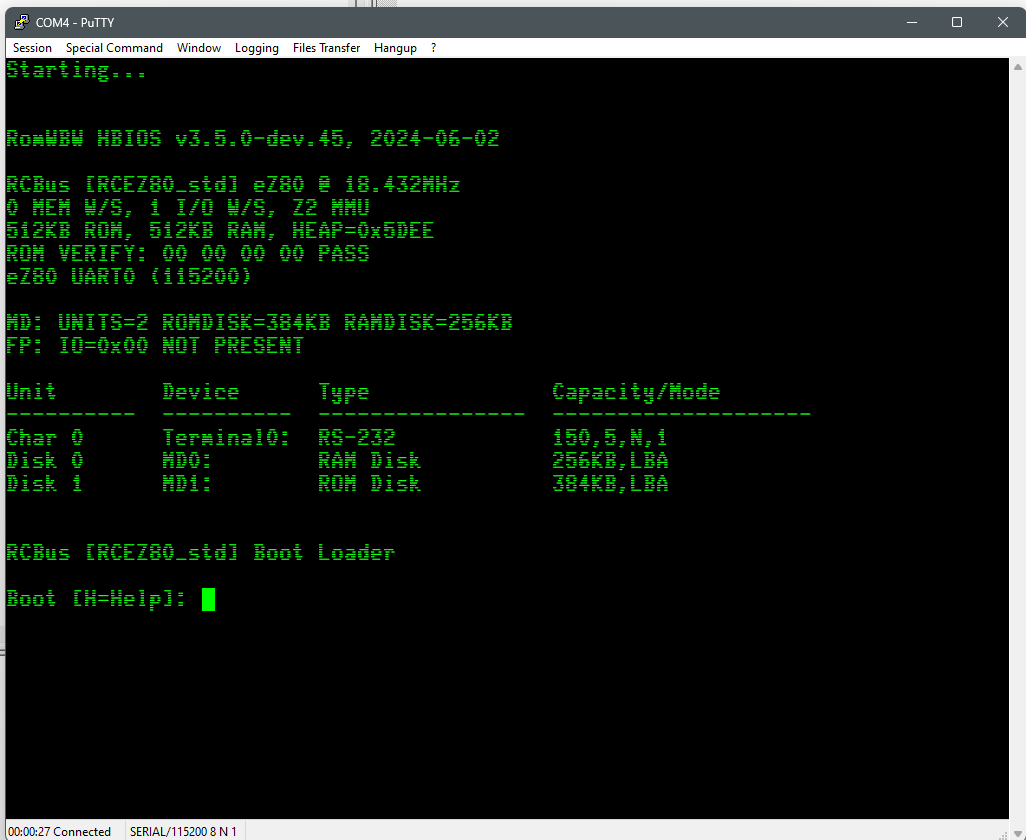 COM4 - PuTTY
Session Special Command Window Logging Files Transfer Hangup ?
Starting...
RomWBW HBIOS v3.5.0-dev.45, 2024-06-02
RCBus [RCEZ80_std] eZ80 @ 18.432MHz
0 MEM W/S, 1 I/O W/S, Z2 MMU
512KB ROM, 512KB RAM, HEAP=0x5DEE
ROM VERIFY: 00 00 00 00 PASS
eZ80 UART0 (115200)
MD: UNITS=2 ROMDISK=384KB RAMDISK=256KB
FP: IO=0x00 NOT PRESENT
Unit Device Type Capacity/Mode
---------- ---------- ---------------- --------------------
Char 0 Terminal0: RS-232 150,5,N,1
Disk 0 MD0: RAM Disk 256KB,LBA
Disk 1 MD1: ROM Disk 384KB,LBA
RCBus [RCEZ80_std] Boot Loader
Boot [H=Help]:
00:00:27 Connected SERIAL/115200 8 N 1